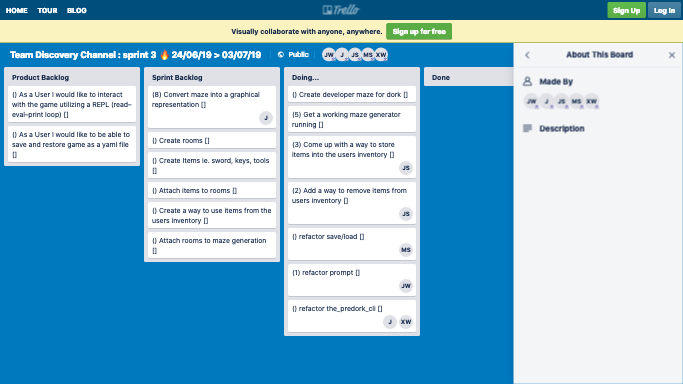 HOME TOUR BLOG
Trello
Sign Up Log In
Visually collaborate with anyone, anywhere. Sign up for free
Team Discovery Channel : sprint 3 🔥 24/06/19 > 03/07/19
Public
JW J JS MS XW
Product Backlog
() As a User I would like to interact
with the game utilizing a REPL (read–
eval–print loop) []
() As a User I would like to be able to
save and restore game as a yaml file
[]
Sprint Backlog
(8) Convert maze into a graphical
representation []
J
() Create rooms []
() Create Items ie. sword, keys, tools
[]
() Attach items to rooms []
() Create a way to use items from the
users inventory []
() Attach rooms to maze generation
[]
Doing...
() Create developer maze for dork []
(5) Get a working maze generator
running []
(3) Come up with a way to store
items into the users inventory []
JS
(2) Add a way to remove items from
users inventory []
JS
() refactor save/load []
MS
(1) refactor prompt []
JW
() refactor the_predork_cli []
J XW
Done
About This Board
Made By
JW J JS MS XW
Description